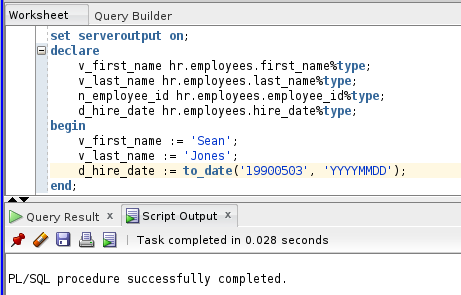 Worksheet Query Builder
set serveroutput on;
declare
    v_first_name hr.employees.first_name%type;
    v_last_name hr.employees.last_name%type;
    n_employee_id hr.employees.employee_id%type;
    d_hire_date hr.employees.hire_date%type;
begin
    v_first_name := 'Sean';
    v_last_name := 'Jones';
    d_hire_date := to_date('19900503', 'YYYYMMDD');
end;
Query Result x Script Output x
Task completed in 0.028 seconds
PL/SQL procedure successfully completed.